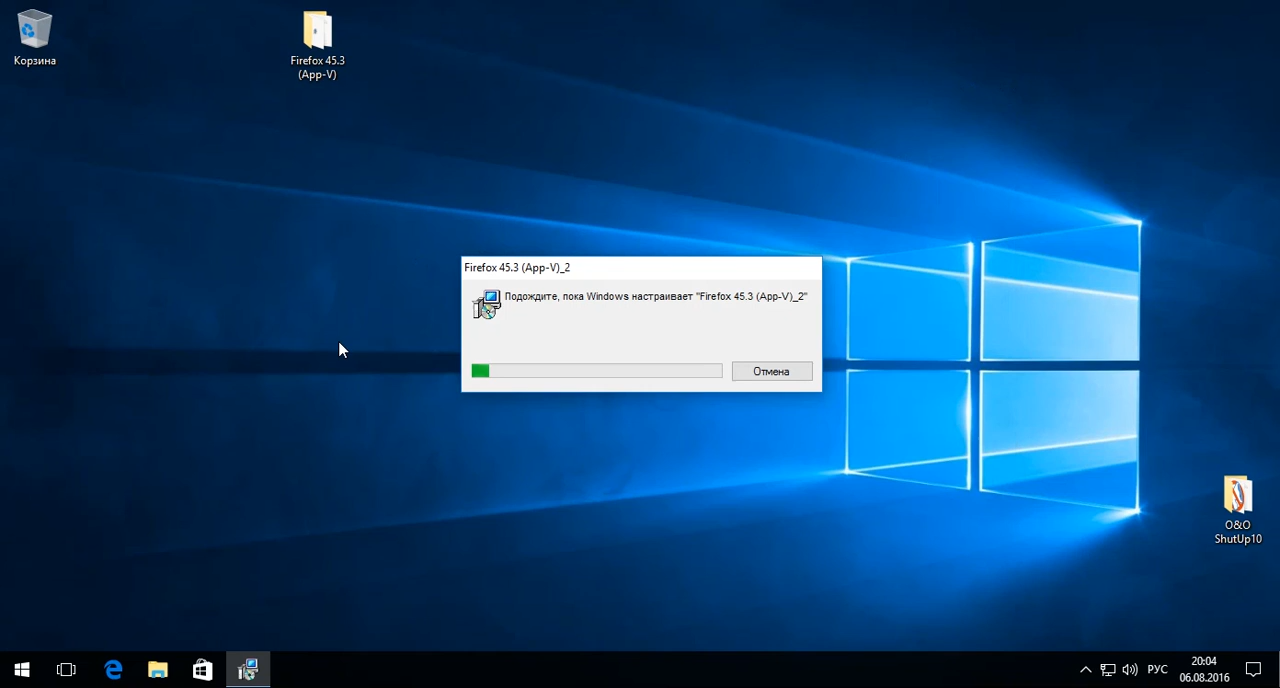 Корзина
Firefox 45.3
(App-V)
Firefox 45.3 (App-V)_2
Подождите, пока Windows настраивает "Firefox 45.3 (App-V)_2"
Отмена
O&O
ShutUp10
РУС
20:04
06.08.2016